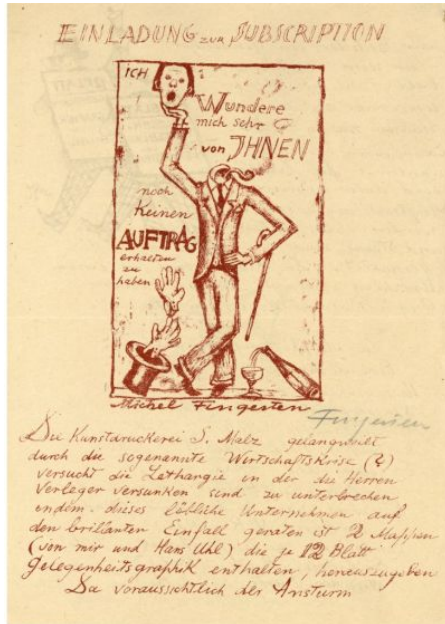 EINLADUNG zur SUBSCRIPTION
ICH
Wundere
mich sehr
von IHNEN
noch
keinen
AUFTRAG
erhalten
zu
haben
Michel Fingesten
Fingesten
Die Kunstdruckerei S. Malz gelangweilt
durch die sogenannte Wirtschaftskrise (?)
versucht die Lethargie in der die Herren
Verleger versunken sind zu unterbrechen
indem dieses löbliche Unternehmen auf
den brillanten Einfall geraten ist 2 Mappen
(von mir und Hans Uhl) die je 12 Blatt
Gelegenheitsgraphik enthalten, herauszugeben
Da voraussichtlich der Ansturm